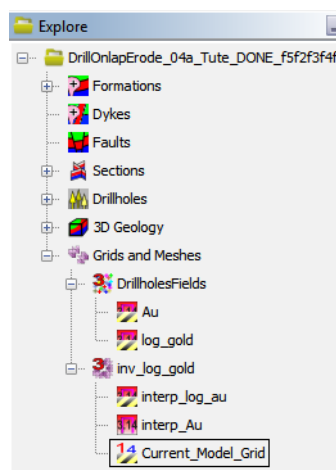 Explore
DrillOnlapErode_04a_Tute_DONE_f5f2f3f4f
Formations
Dykes
Faults
Sections
Drillholes
3D Geology
Grids and Meshes
DrillholesFields
Au
log_gold
inv_log_gold
interp_log_au
interp_Au
Current_Model_Grid